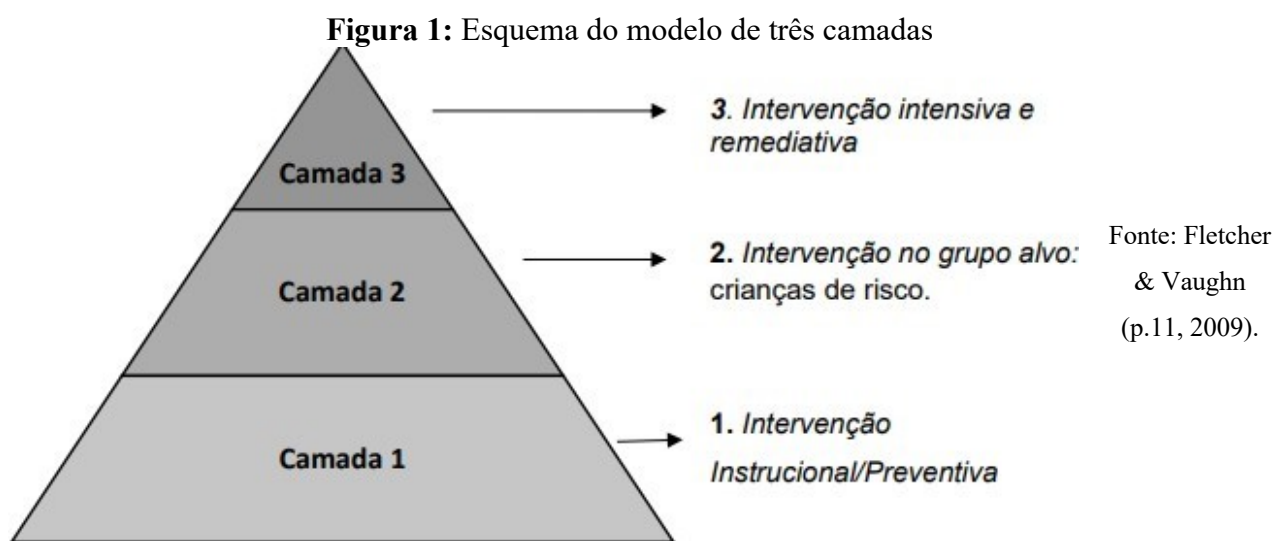 Figura 1: Esquema do modelo de três camadas
Camada 3
3. Intervenção intensiva e
remediativa
Camada 2
2. Intervenção no grupo alvo:
crianças de risco.
Fonte: Fletcher
& Vaughn
(p.11, 2009).
Camada 1
1. Intervenção
Instrucional/Preventiva